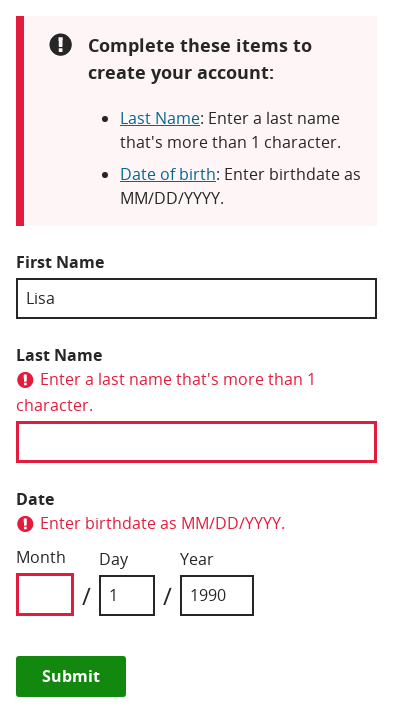 Complete these items to
create your account:
Last Name: Enter a last name
that's more than 1 character.
Date of birth: Enter birthdate as
MM/DD/YYYY.
First Name
Lisa
Last Name
Enter a last name that's more than 1
character.
Date
Enter birthdate as MM/DD/YYYY.
Month Day Year
/ 1 / 1990
Submit